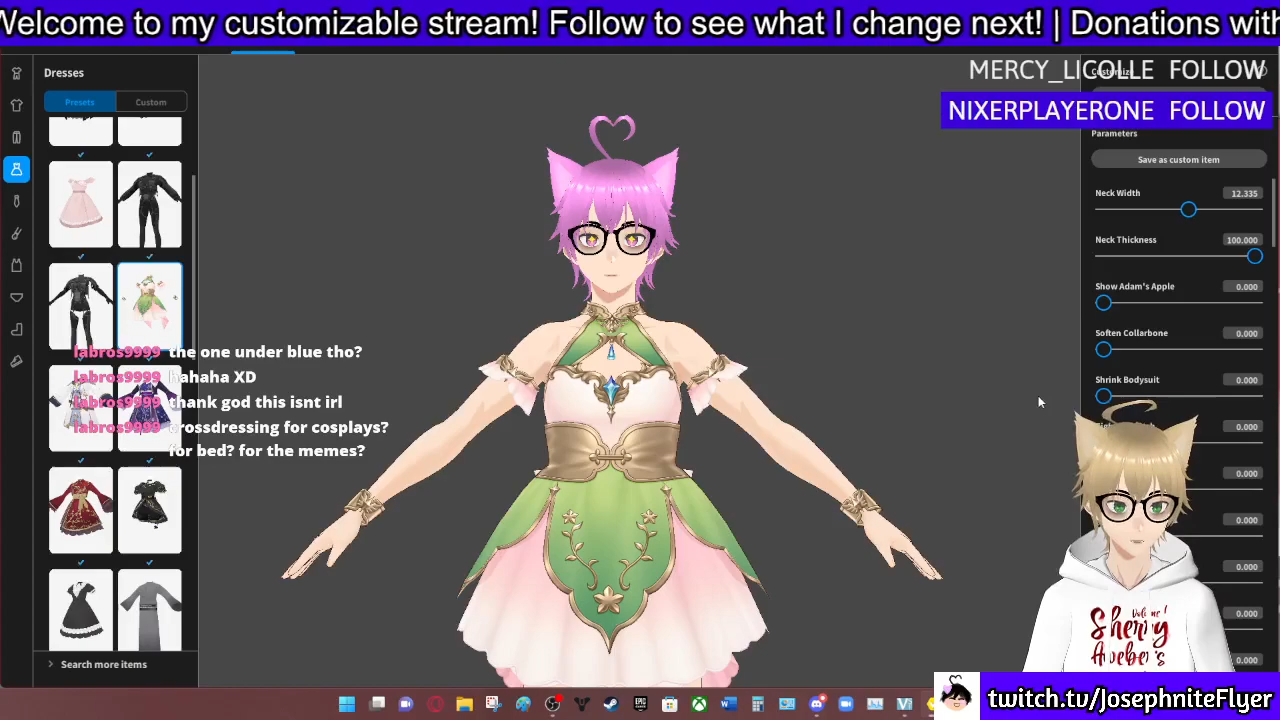 Welcome to my customizable stream! Follow to see what I change next! | Donations with
Dresses
MERCY_LICOLLE FOLLOW
Presets
Custom
NIXERPLAYERONE FOLLOW
Parameters
Save as custom item
Neck Width
12.335
Neck Thickness
100.000
Show Adam's Apple
0.000
Soften Collarbone
0.000
labros9999 the one under blue tho?
labros9999 hahaha XD
Shrink Bodysuit
0.000
labros9999 thank god this isnt irl
labros9999 crossdressing for cosplays?
for bed? for the memes?
0.000
0.000
0.000
0.000
0.000
0.000
Sherry
Search more items
twitch.tv/JosephniteFlyer